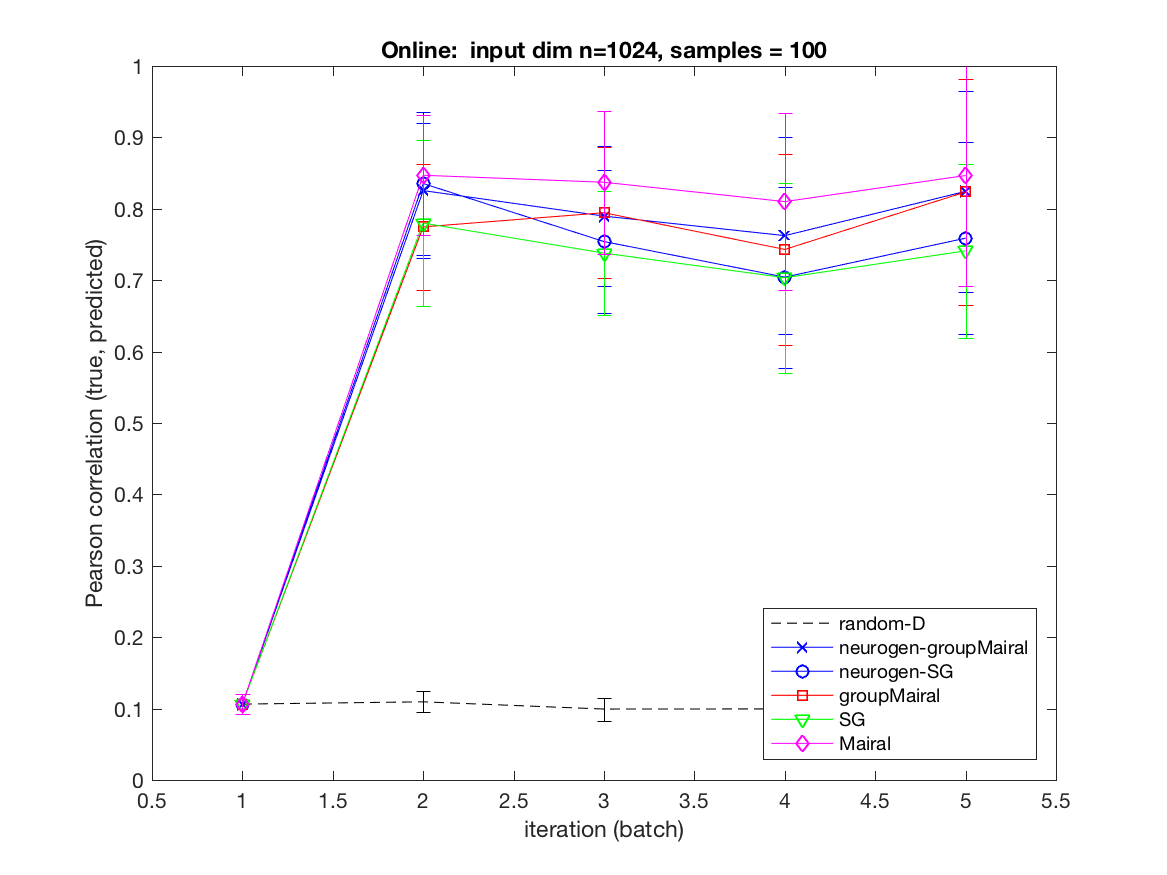 Online:  input dim n=1024, samples = 100
1
0.9
0.8
0.7
0.6
0.5
0.4
0.3
0.2
0.1
0
Pearson correlation (true, predicted)
random-D
neurogen-groupMairal
neurogen-SG
groupMairal
SG
Mairal
0.5 1 1.5 2 2.5 3 3.5 4 4.5 5 5.5
iteration (batch)